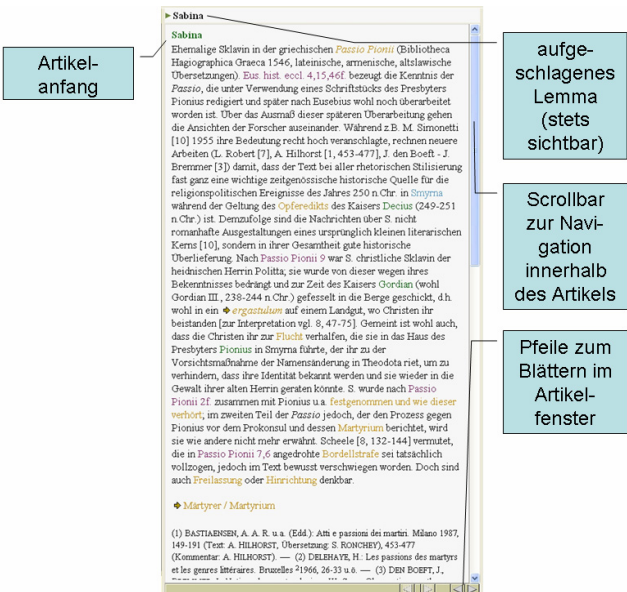 Sabina
Artikel-
anfang
Sabina
Ehemalige Sklavin in der griechischen Passio Pionii (Bibliotheca
Hagiographica Graeca 1546, lateinische, armenische, altslawische
Übersetzungen). Eus. hist. eccl. 4,15,46f. bezeugt die Kenntnis der
Passio, die unter Verwendung eines Schriftstücks des Presbyters
Pionius redigiert und später nach Eusebius wohl noch überarbeitet
worden ist. Über das Ausmaß dieser späteren Überarbeitung gehen
die Ansichten der Forscher auseinander. Während z.B. M. Simonetti
[10] 1955 ihre Bedeutung recht hoch veranschlagte, rechnen neuere
Arbeiten (L. Robert [7], A. Hilhorst [1, 453-477], J. den Boeft - J.
Bremmer [3]) damit, dass der Text bei aller rhetorischen Stilisierung
fast ganz eine wichtige zeitgenössische historische Quelle für die
religionspolitischen Ereignisse des Jahres 250 n.Chr. in Smyrna
während der Geltung des Opferedikts des Kaisers Decius (249-251
n.Chr.) ist. Demzufolge sind die Nachrichten über S. nicht
romanhafte Ausgestaltungen eines ursprünglich kleinen literarischen
Kerns [10], sondern in ihrer Gesamtheit gute historische
Überlieferung. Nach Passio Pionii 9 war S. christliche Sklavin der
heidnischen Herrin Politta; sie wurde von dieser wegen ihres
Bekenntnisses bedrängt und zur Zeit des Kaisers Gordian (wohl
Gordian III., 238-244 n.Chr.) gefesselt in die Berge geschickt, d.h.
wohl in ein ergastulum auf einem Landgut, wo Christen ihr
beistanden [zur Interpretation vgl. 8, 47-75]. Gemeint ist wohl auch,
dass die Christen ihr zur Flucht verhalfen, die sie in das Haus des
Presbyters Pionius in Smyrna führte, der ihr zu der
Vorsichtsmaßnahme der Namensänderung in Theodota riet, um zu
verhindern, dass ihre Identität bekannt werden und sie wieder in die
Gewalt ihrer alten Herrin geraten könnte. S. wurde nach Passio
Pionii 2f. zusammen mit Pionius u.a. festgenommen und wie dieser
verhört; im zweiten Teil der Passio jedoch, der den Prozess gegen
Pionius vor dem Prokonsul und dessen Martyrium berichtet, wird
sie wie andere nicht mehr erwähnt. Scheele [8, 132-144] vermutet,
die in Passio Pionii 7,6 angedrohte Bordellstrafe sei tatsächlich
vollzogen, jedoch im Text bewusst verschwiegen worden. Doch sind
auch Freilassung oder Hinrichtung denkbar.
Märtyrer / Martyrium
(1) BASTIAENSEN, A. A. R. u.a. (Edd.): Atti e passioni dei martiri. Milano 1987,
149-191 (Text: A. HILHORST, Übersetzung: S. RONCHEY), 453-477
(Kommentar: A. HILHORST). — (2) DELEHAYE, H.: Les passions des martyrs
et les genres littéraires. Bruxelles ²1966, 26-33 u.ö. — (3) DEN BOEFT, J.,
aufge-
schlagenes
Lemma
(stets
sichtbar)
Scrollbar
zur Navi-
gation
innerhalb
des Artikels
Pfeile zum
Blättern im
Artikel-
fenster